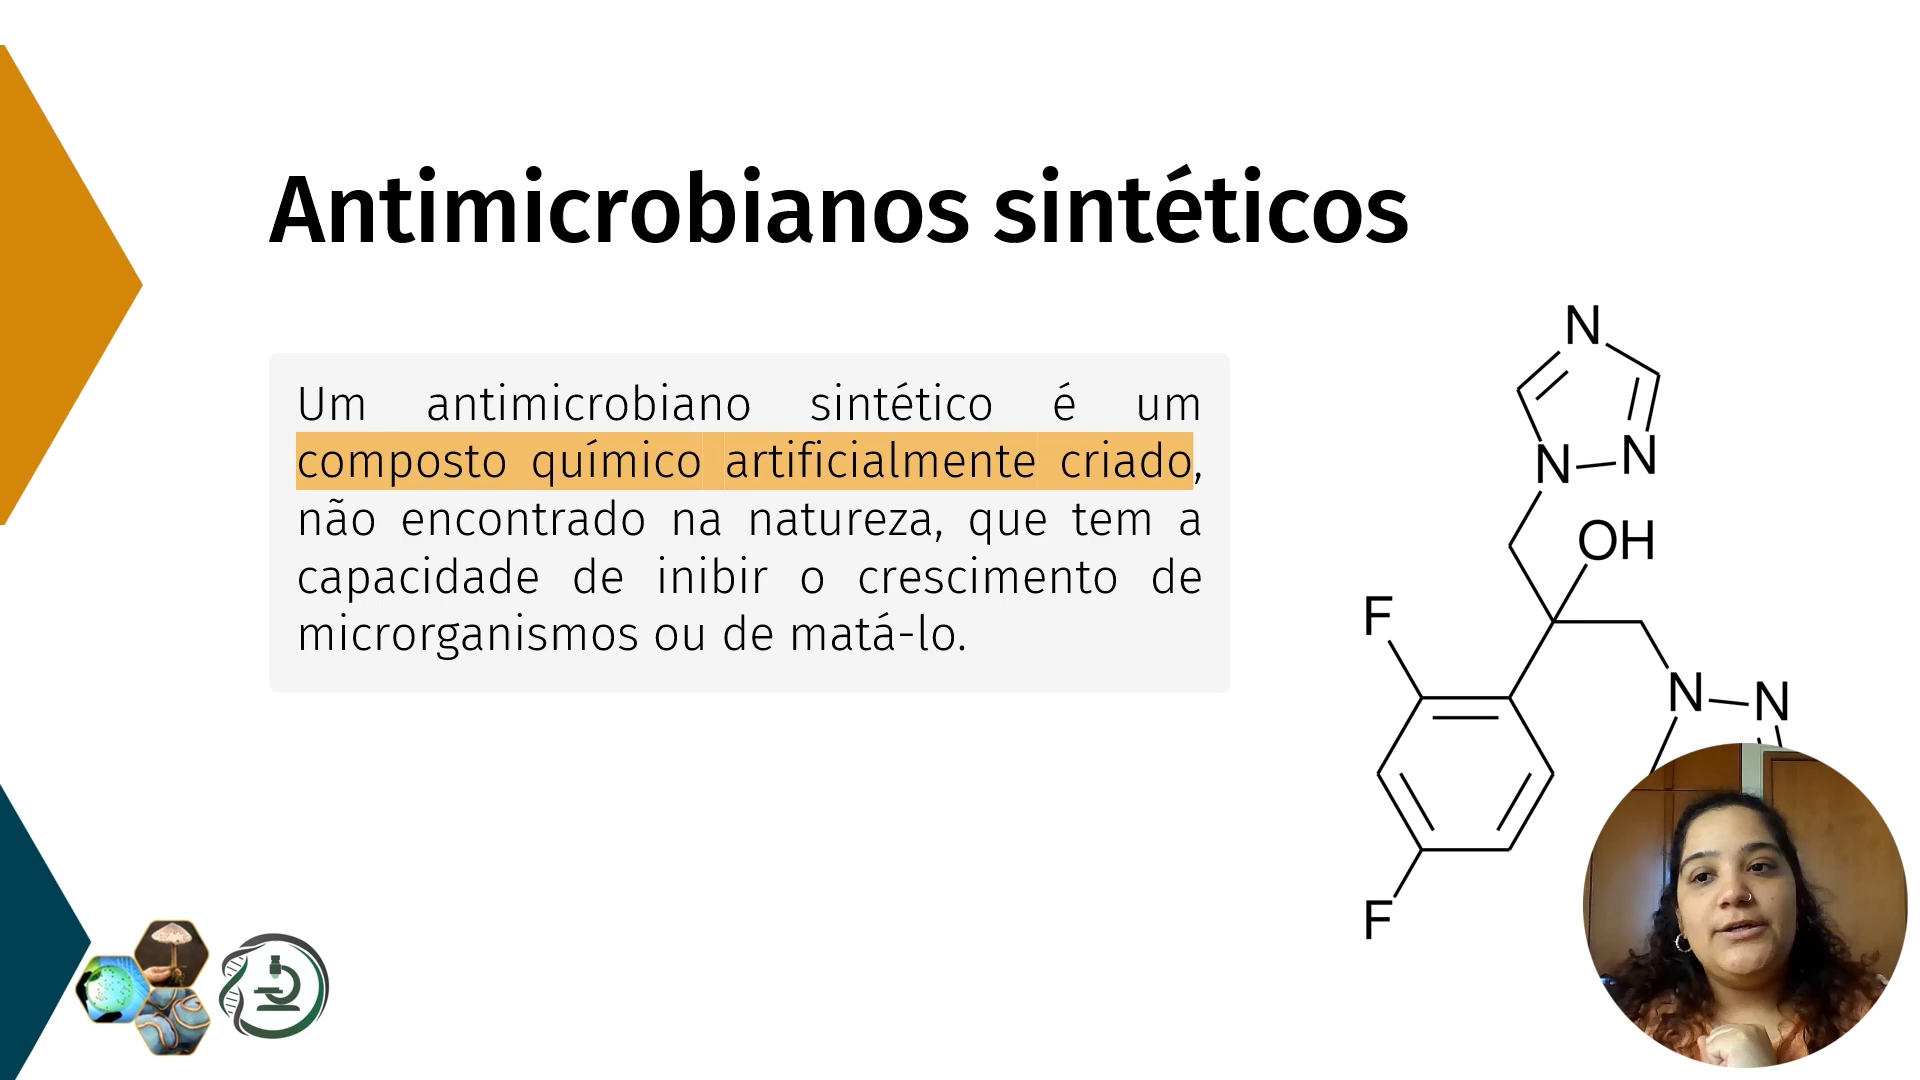 Antimicrobianos sintéticos
Um antimicrobiano sintético é um
composto químico artificialmente criado,
não encontrado na natureza, que tem a
capacidade de inibir o crescimento de
microrganismos ou de matá-lo.
N
N
N
OH
F
N
N
F